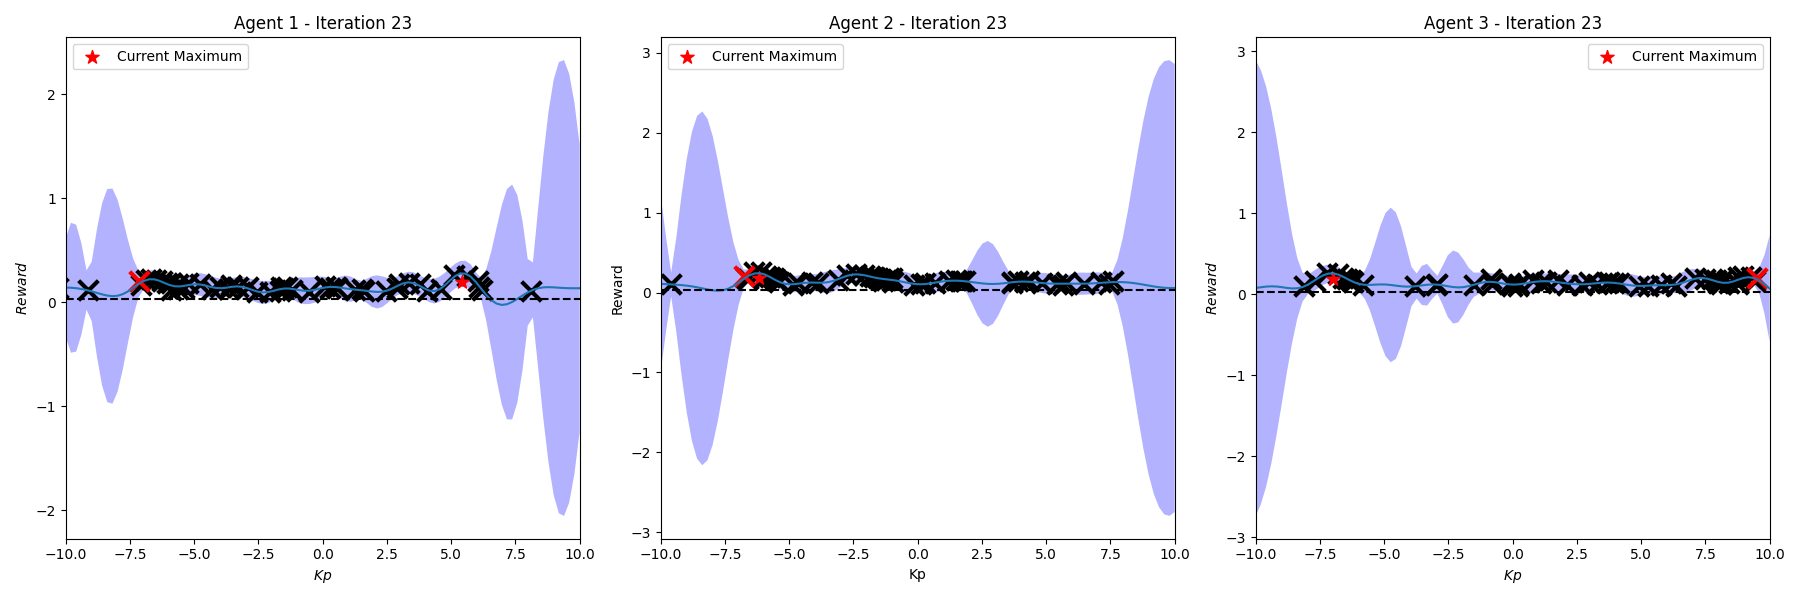 Agent 1 - Iteration 23
Current Maximum
2
1
0
−1
−2
Reward
−10.0 −7.5 −5.0 −2.5 0.0 2.5 5.0 7.5 10.0
Kp
Agent 2 - Iteration 23
Current Maximum
3
2
1
0
−1
−2
−3
Reward
−10.0 −7.5 −5.0 −2.5 0.0 2.5 5.0 7.5 10.0
Kp
Agent 3 - Iteration 23
Current Maximum
3
2
1
0
−1
−2
−3
Reward
−10.0 −7.5 −5.0 −2.5 0.0 2.5 5.0 7.5 10.0
Kp